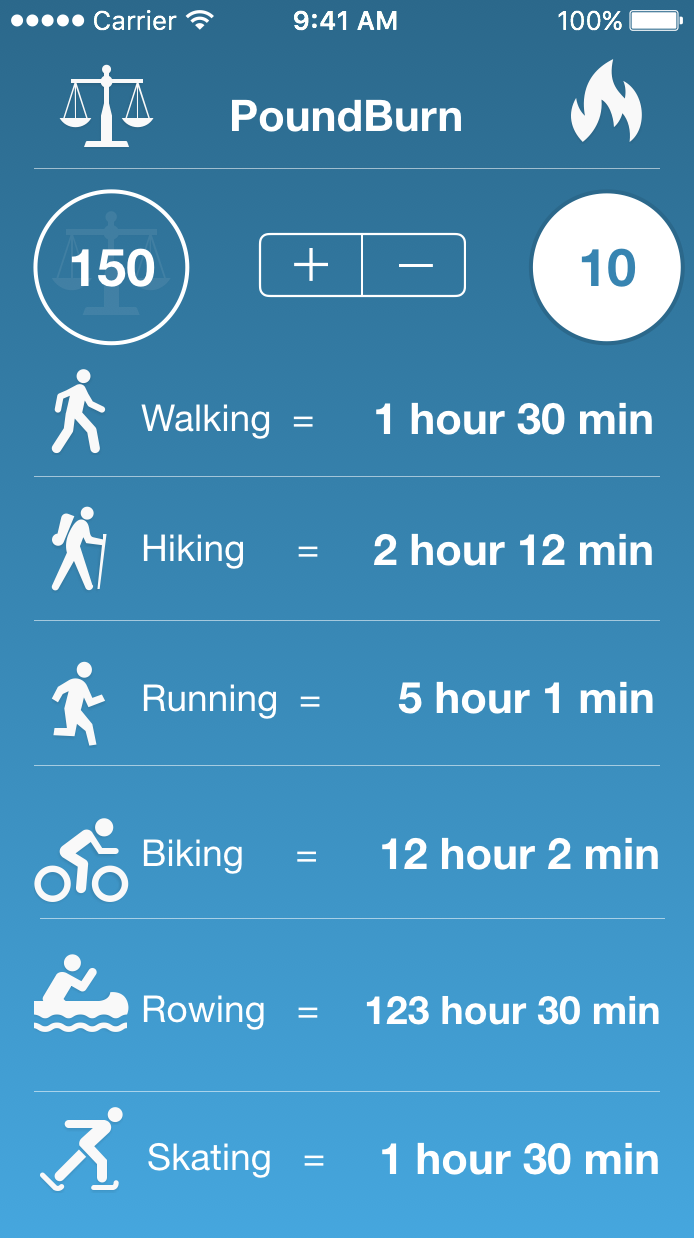 Carrier 9:41 AM 100%
PoundBurn
150 + − 10
Walking = 1 hour 30 min
Hiking = 2 hour 12 min
Running = 5 hour 1 min
Biking = 12 hour 2 min
Rowing = 123 hour 30 min
Skating = 1 hour 30 min